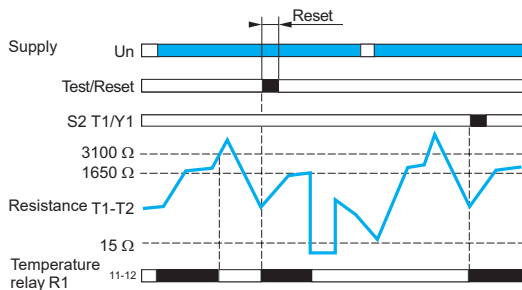 Reset
Supply Un
Test/Reset
S2 T1/Y1
3100 Ω
1650 Ω
Resistance T1-T2
15 Ω
Temperature
relay R1 11-12